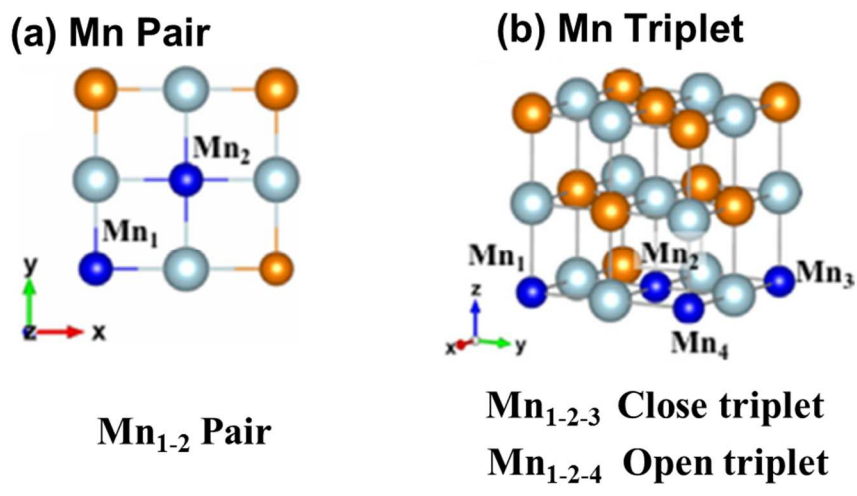 (a) Mn Pair
Mn₂
Mn₁
y
z
x
Mn₁₋₂ Pair
(b) Mn Triplet
Mn₁
Mn₂
Mn₃
z
x
y
Mn₄
Mn₁₋₂₋₃ Close triplet
Mn₁₋₂₋₄ Open triplet